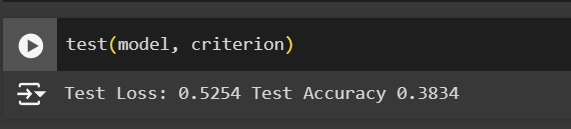 test(model, criterion)
Test Loss: 0.5254 Test Accuracy 0.3834